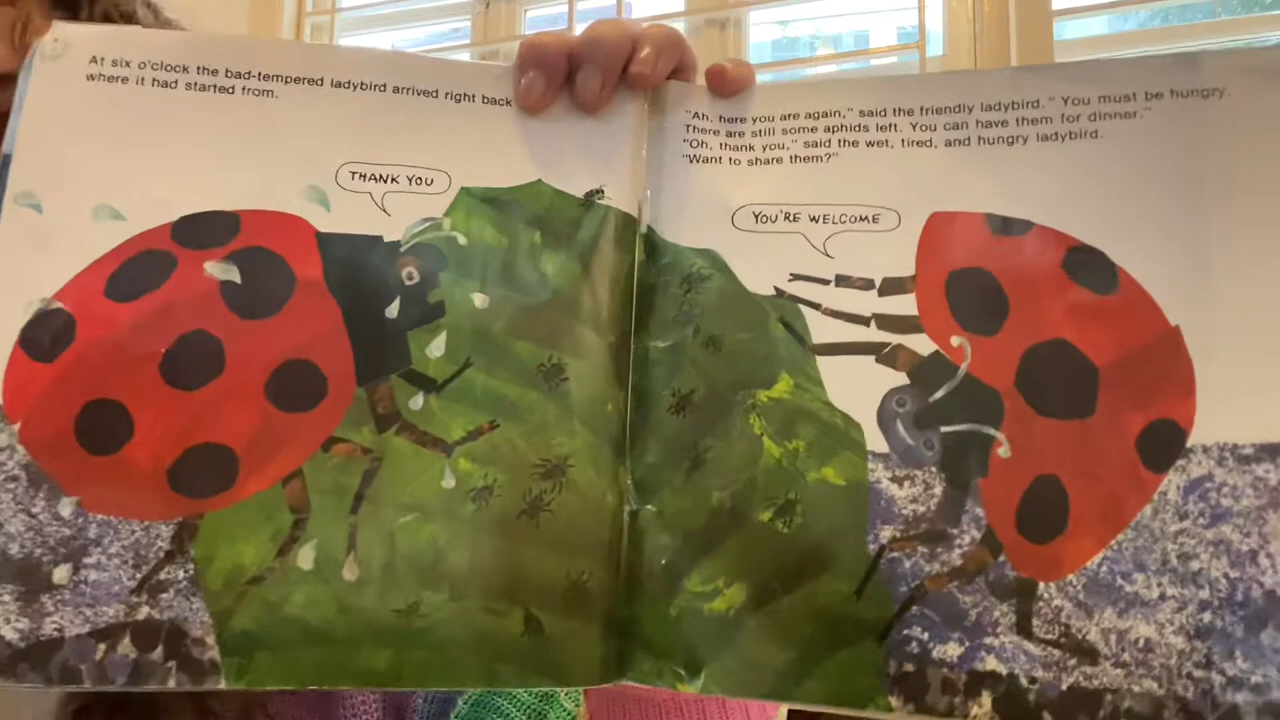 At six o'clock the bad-tempered ladybird arrived right back
where it had started from.
THANK YOU
"Ah, here you are again," said the friendly ladybird. "You must be hungry.
There are still some aphids left. You can have them for dinner."
"Oh, thank you," said the wet, tired, and hungry ladybird.
"Want to share them?"
YOU'RE WELCOME